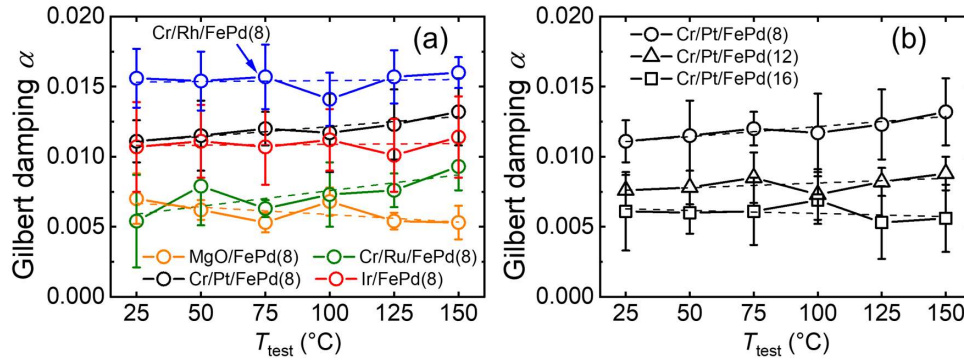 Cr/Rh/FePd(8)
(a)
Gilbert damping α
0.020
0.015
0.010
0.005
0.000
MgO/FePd(8)
Cr/Ru/FePd(8)
Cr/Pt/FePd(8)
Ir/FePd(8)
25 50 75 100 125 150
T_test (°C)
(b)
Cr/Pt/FePd(8)
Cr/Pt/FePd(12)
Cr/Pt/FePd(16)
Gilbert damping α
0.020
0.015
0.010
0.005
0.000
25 50 75 100 125 150
T_test (°C)